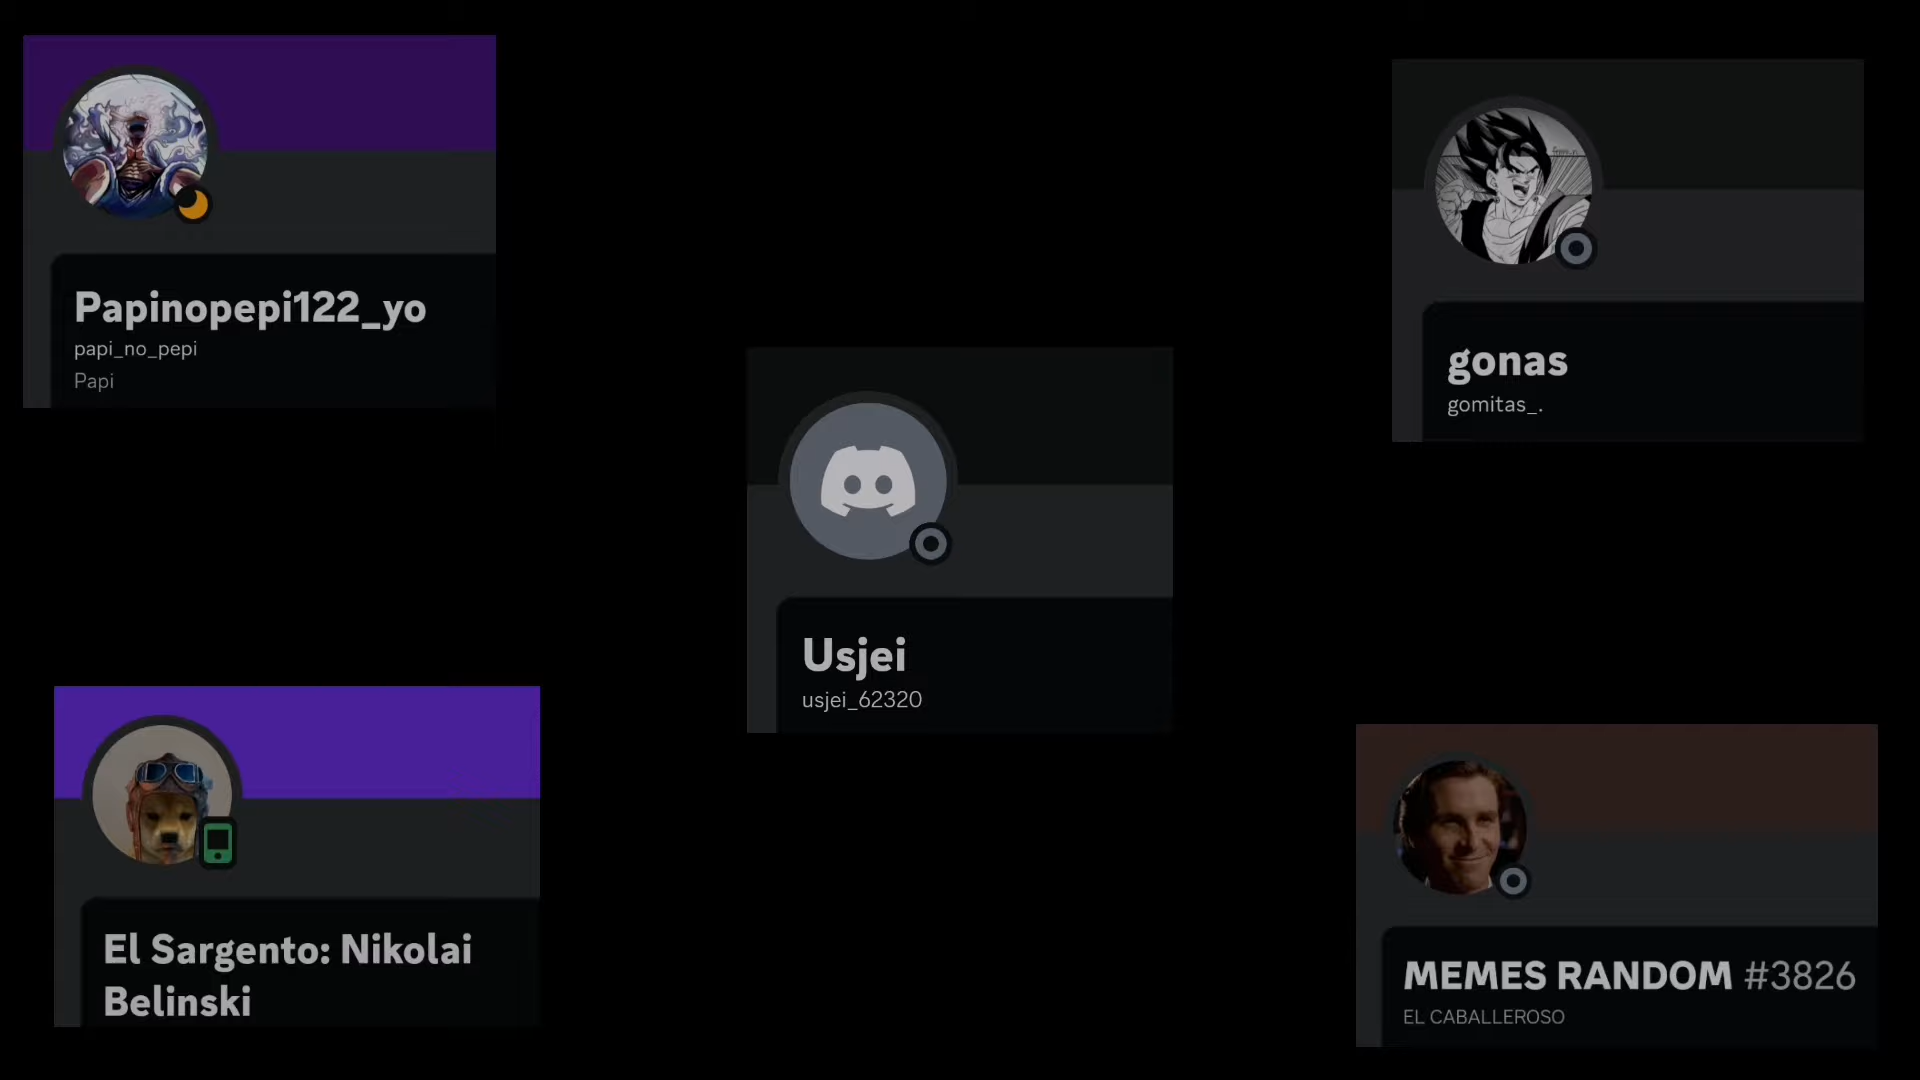 Papinopepi122_yo
papi_no_pepi
Papi
gonas
gomitas_.
Usjei
usjei_62320
El Sargento: Nikolai
Belinski
MEMES RANDOM #3826
EL CABALLEROSO